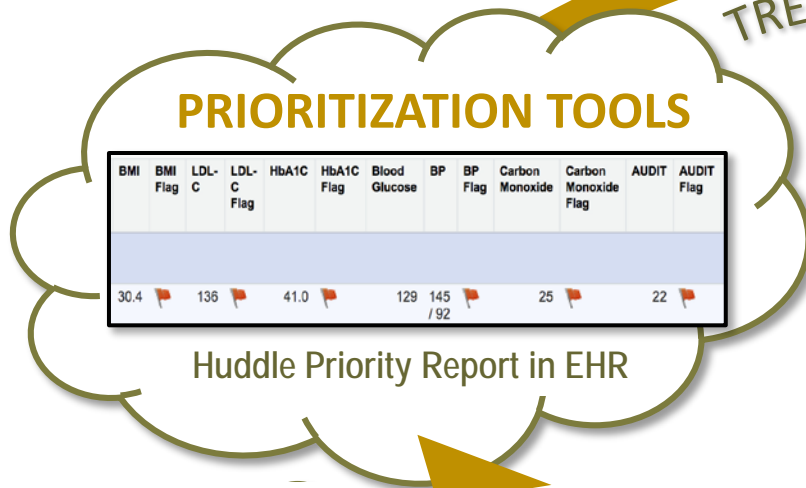 TRE
PRIORITIZATION TOOLS
BMI BMI Flag LDL-C LDL-C Flag HbA1C HbA1C Flag Blood Glucose BP BP Flag Carbon Monoxide Carbon Monoxide Flag AUDIT AUDIT Flag
30.4 136 41.0 129 145 / 92 25 22
Huddle Priority Report in EHR